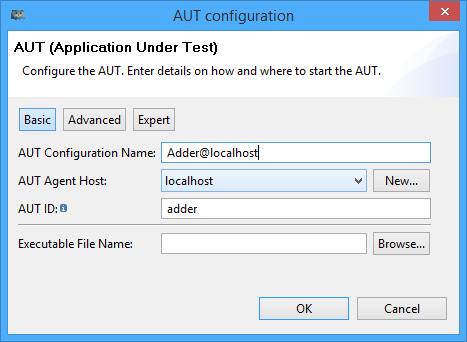 AUT configuration
AUT (Application Under Test)
Configure the AUT. Enter details on how and where to start the AUT.
Basic Advanced Expert
AUT Configuration Name: Adder@localhost
AUT Agent Host: localhost New...
AUT ID: adder
Executable File Name: Browse...
OK Cancel